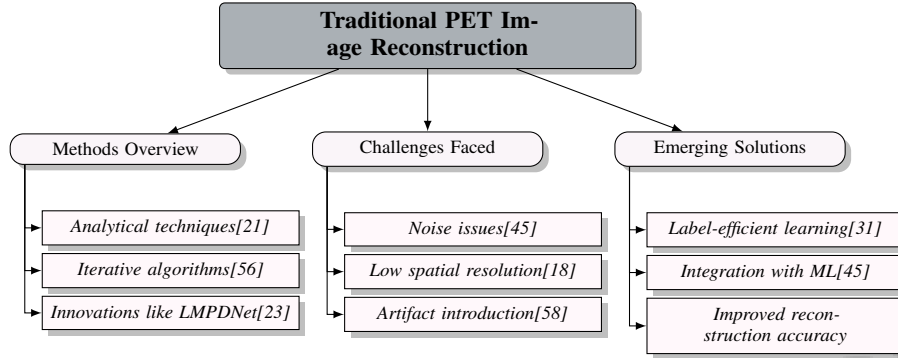 Traditional PET Im-
age Reconstruction
Methods Overview
Analytical techniques[21]
Iterative algorithms[56]
Innovations like LMPDNet[23]
Challenges Faced
Noise issues[45]
Low spatial resolution[18]
Artifact introduction[58]
Emerging Solutions
Label-efficient learning[31]
Integration with ML[45]
Improved recon-
struction accuracy